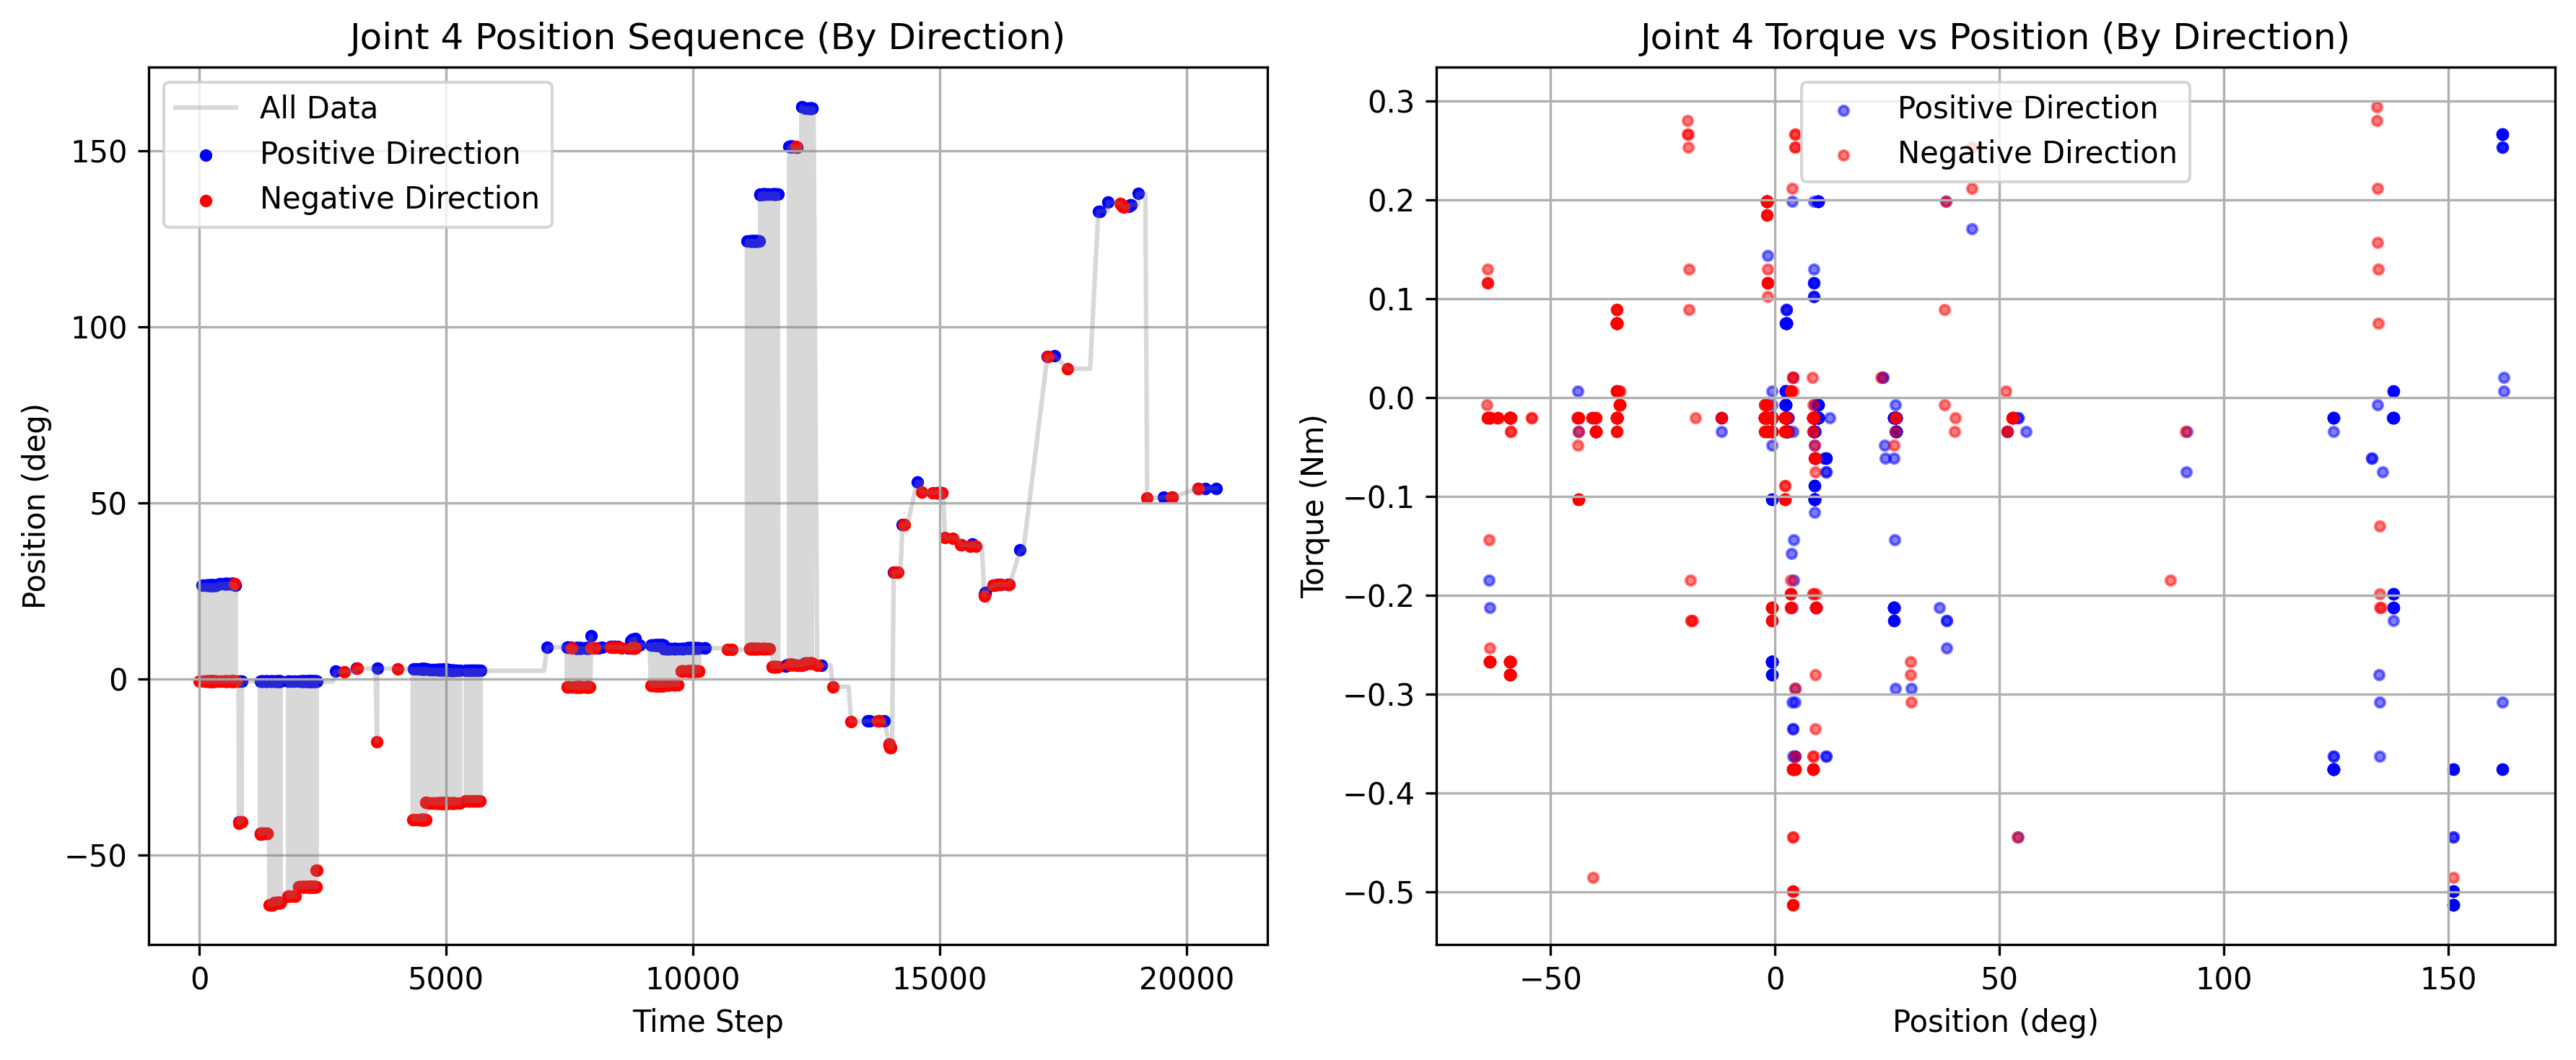 Joint 4 Position Sequence (By Direction)
All Data
Positive Direction
Negative Direction
150
100
50
0
−50
Position (deg)
0
5000
10000
15000
20000
Time Step
Joint 4 Torque vs Position (By Direction)
Positive Direction
Negative Direction
0.3
0.2
0.1
0.0
−0.1
−0.2
−0.3
−0.4
−0.5
Torque (Nm)
−50
0
50
100
150
Position (deg)